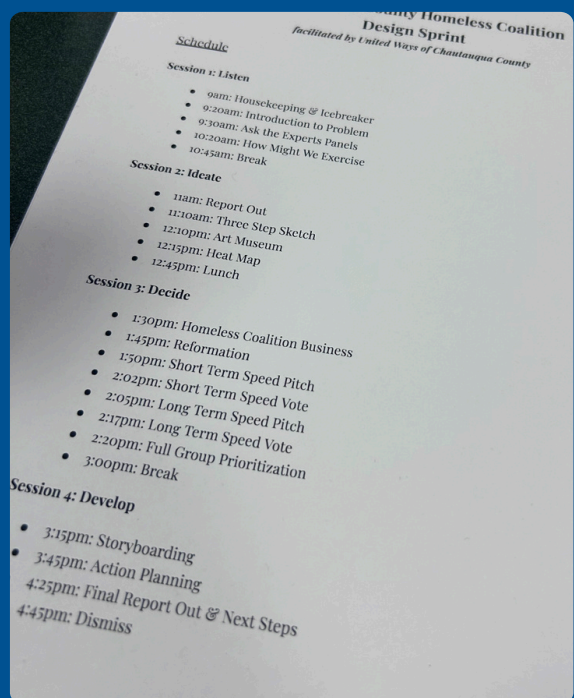 Homeless Coalition
Design Sprint
facilitated by United Ways of Chautauqua County
Schedule
Session 1: Listen
9am: Housekeeping & Icebreaker
9:20am: Introduction to Problem
9:30am: Ask the Experts Panels
10:20am: How Might We Exercise
10:45am: Break
Session 2: Ideate
11am: Report Out
11:10am: Three Step Sketch
12:10pm: Art Museum
12:15pm: Heat Map
12:45pm: Lunch
Session 3: Decide
1:30pm: Homeless Coalition Business
1:45pm: Reformation
1:50pm: Short Term Speed Pitch
2:02pm: Short Term Speed Vote
2:05pm: Long Term Speed Pitch
2:17pm: Long Term Speed Vote
2:20pm: Full Group Prioritization
3:00pm: Break
Session 4: Develop
3:15pm: Storyboarding
3:45pm: Action Planning
4:25pm: Final Report Out & Next Steps
4:45pm: Dismiss